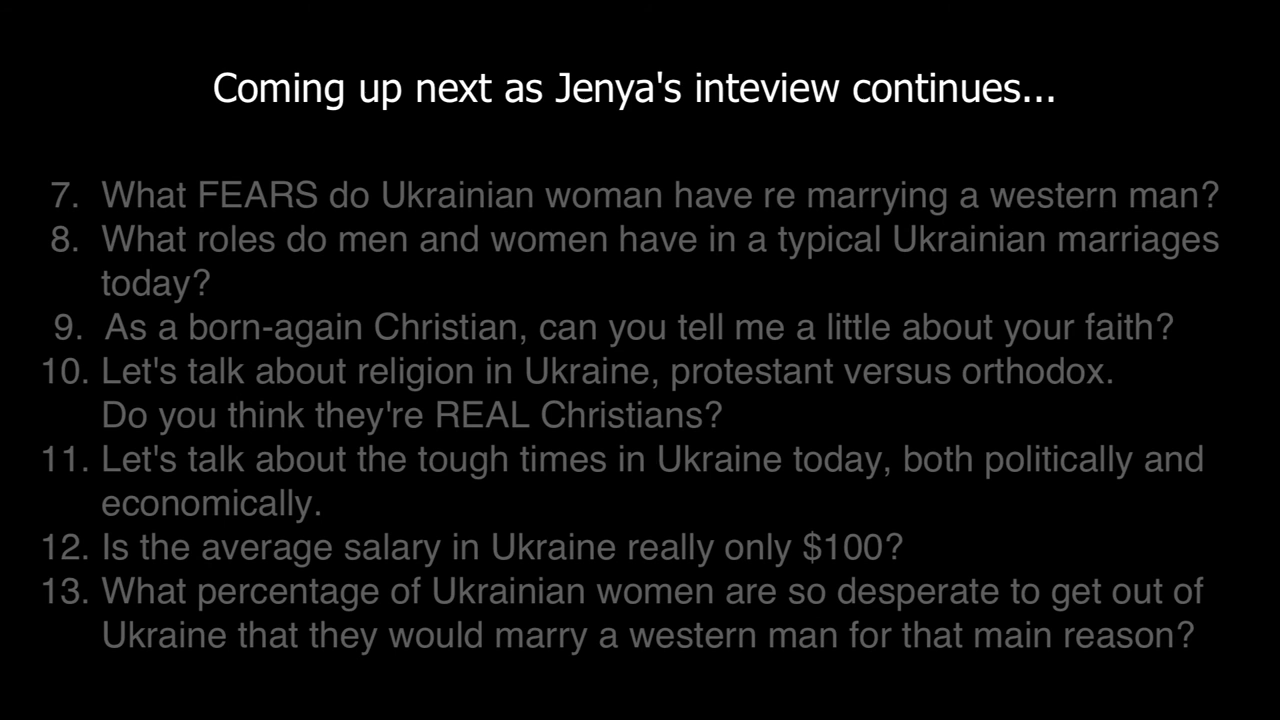 Coming up next as Jenya's inteview continues...
7. What FEARS do Ukrainian woman have re marrying a western man?
8. What roles do men and women have in a typical Ukrainian marriages
today?
9. As a born-again Christian, can you tell me a little about your faith?
10. Let's talk about religion in Ukraine, protestant versus orthodox.
Do you think they're REAL Christians?
11. Let's talk about the tough times in Ukraine today, both politically and
economically.
12. Is the average salary in Ukraine really only $100?
13. What percentage of Ukrainian women are so desperate to get out of
Ukraine that they would marry a western man for that main reason?